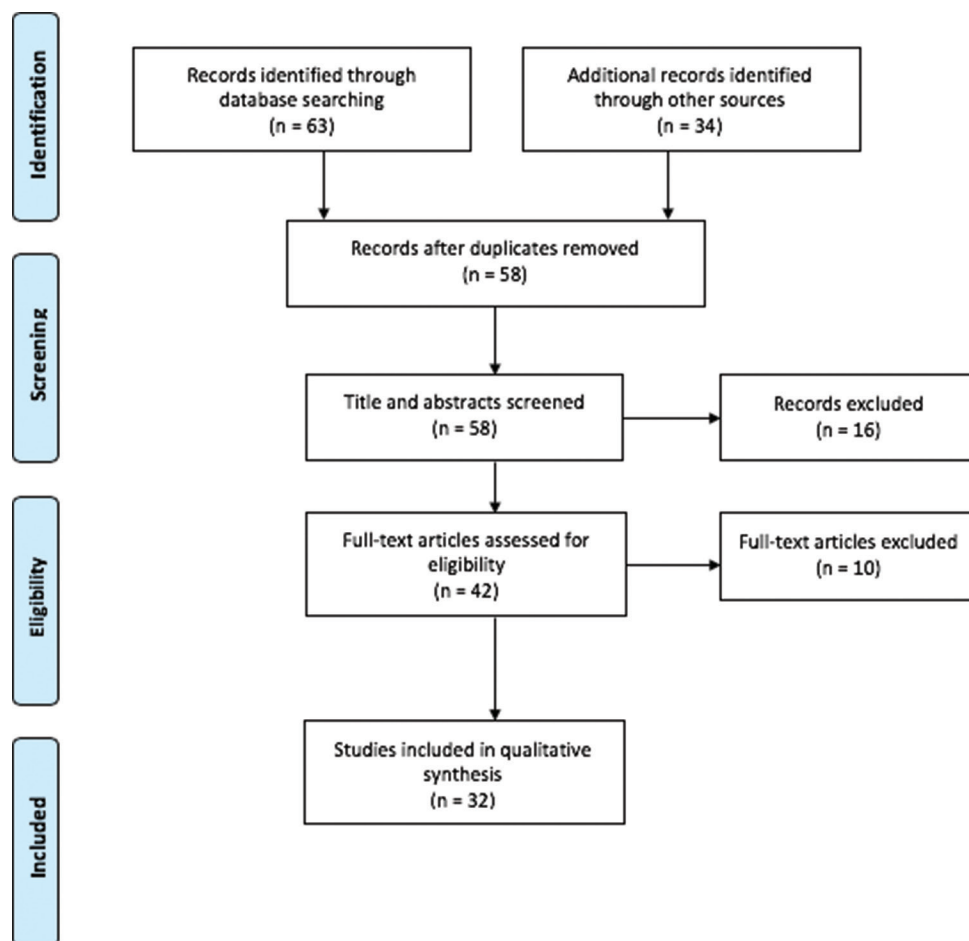 Identification
Records identified through
database searching
(n = 63)
Additional records identified
through other sources
(n = 34)
Records after duplicates removed
(n = 58)
Screening
Title and abstracts screened
(n = 58)
Records excluded
(n = 16)
Eligibility
Full-text articles assessed for
eligibility
(n = 42)
Full-text articles excluded
(n = 10)
Included
Studies included in qualitative
synthesis
(n = 32)